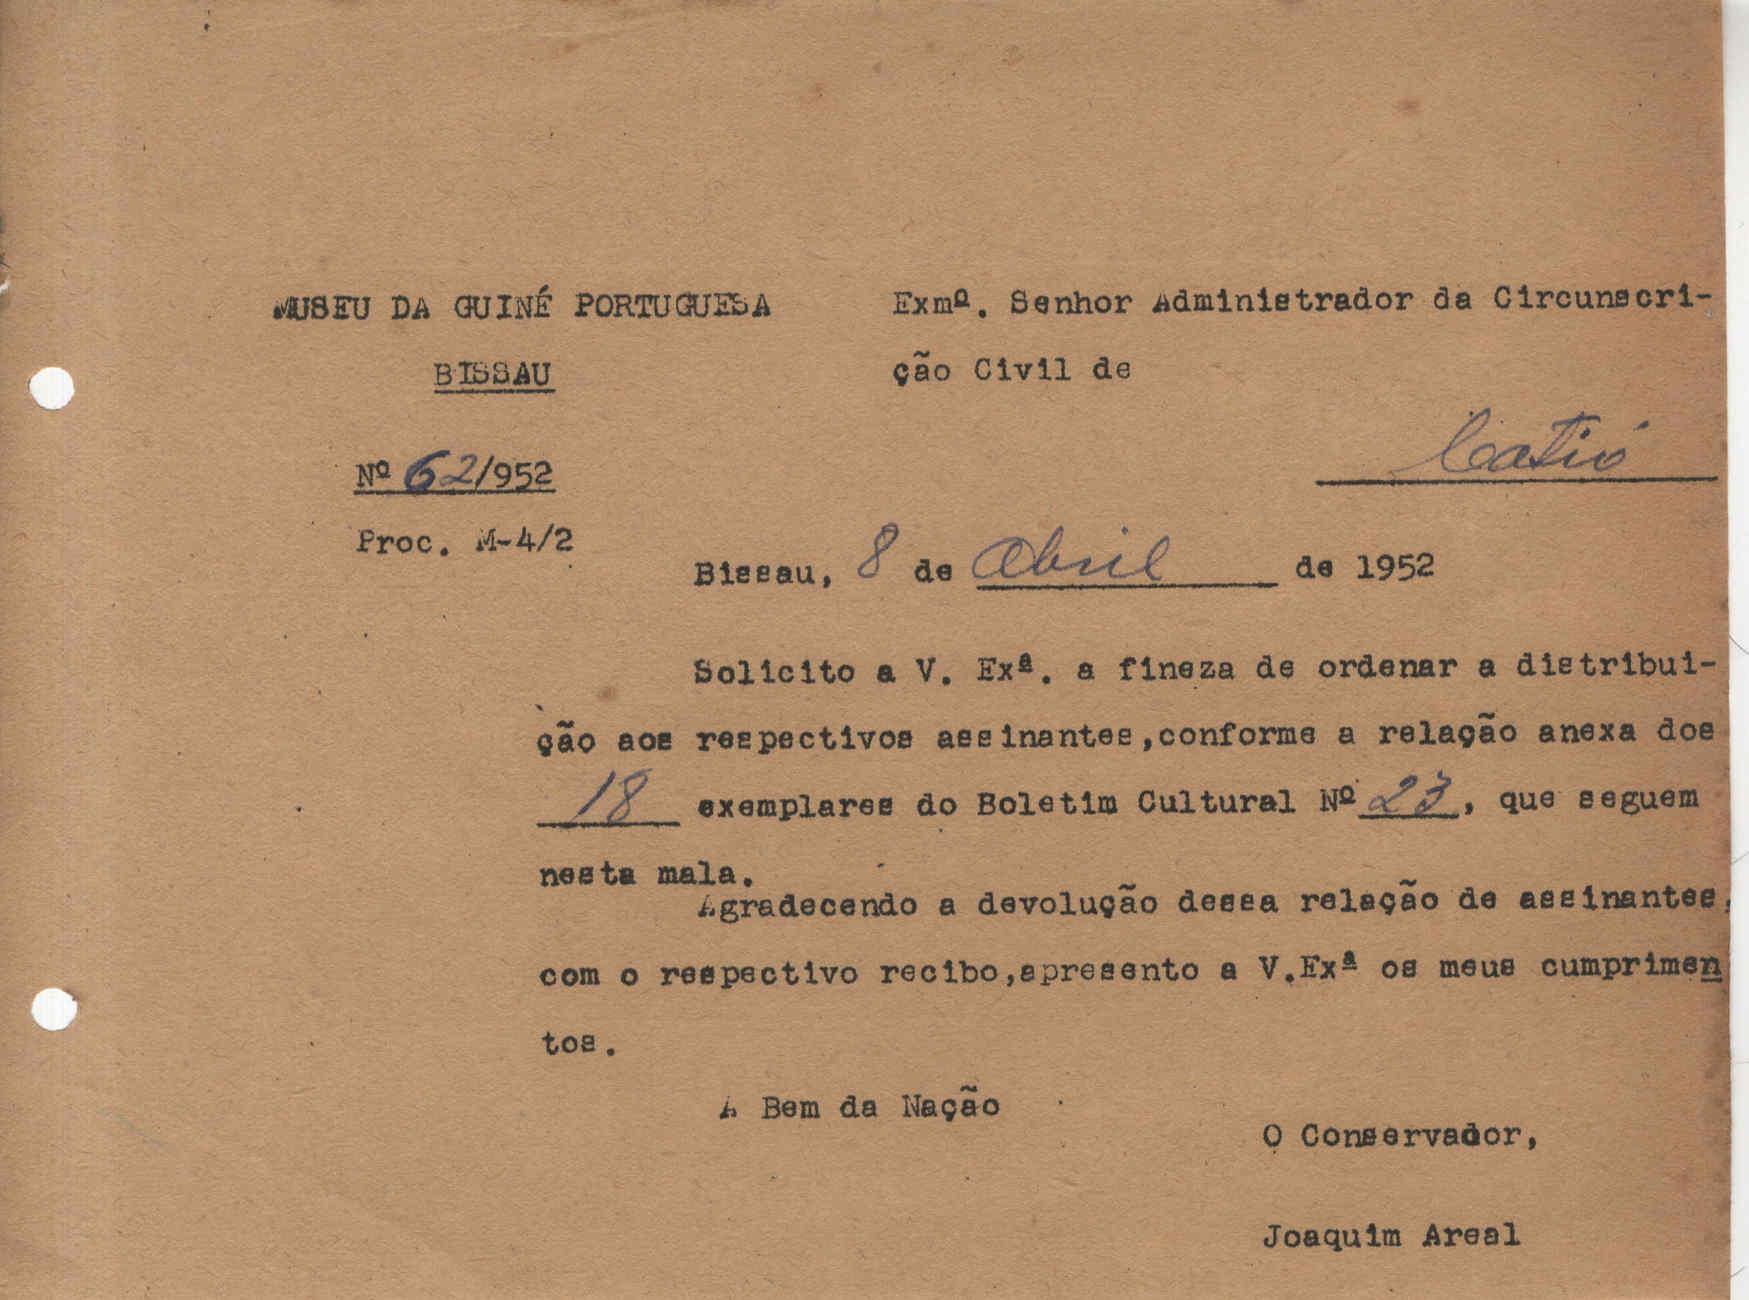 MUSEU DA GUINÉ PORTUGUESA
BISSAU
Nº 62/952
Proc. M-4/2
Exmº. Senhor Administrador da Circunscri-
ção Civil de
Catió
Bissau, 8 de Abril de 1952
Solicito a V. Exª. a fineza de ordenar a distribui-
ção aos respectivos assinantes,conforme a relação anexa dos
18 exemplares do Boletim Cultural Nº 23, que seguem
nesta mala.
Agradecendo a devolução dessa relação de assinantes,
com o respectivo recibo,apresento a V.Exª os meus cumprimen
tos.
A Bem da Nação
O Conservador,
Joaquim Areal